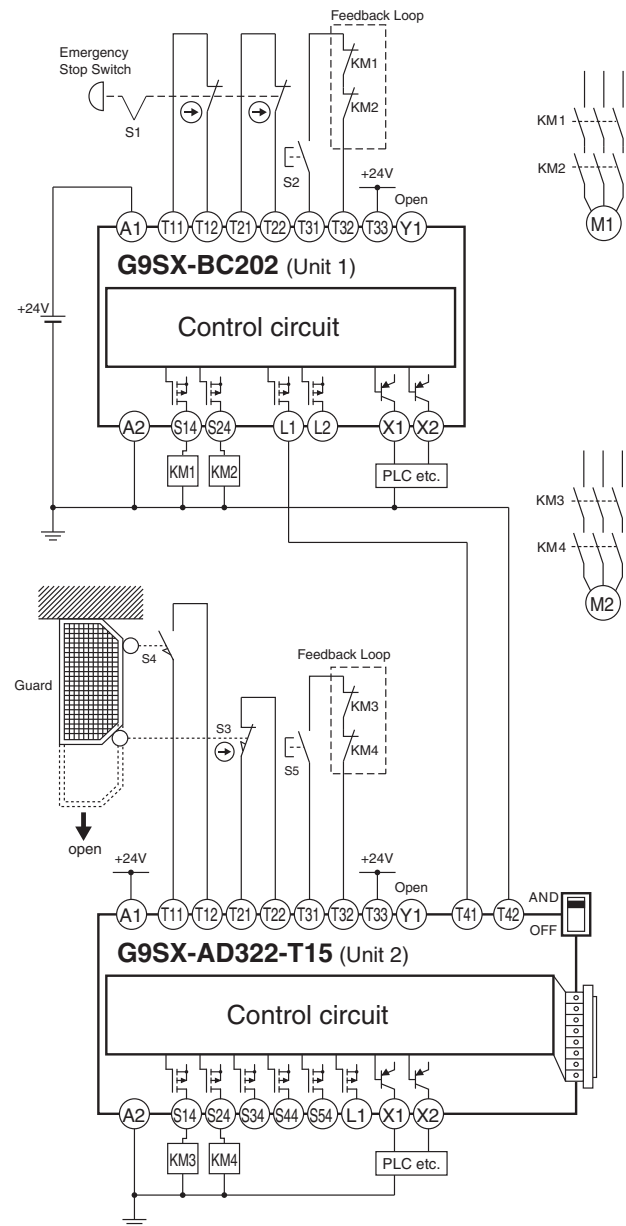 Feedback Loop
Emergency
Stop Switch
KM1
KM2
S1
S2
+24V
Open
KM1
KM2
M1
A1 T11 T12 T21 T22 T31 T32 T33 Y1
G9SX-BC202 (Unit 1)
+24V
Control circuit
A2 S14 S24 L1 L2 X1 X2
KM1 KM2 PLC etc.
KM3
KM4
M2
Guard
open
S4
S3
Feedback Loop
KM3
KM4
S5
+24V
+24V
Open
A1 T11 T12 T21 T22 T31 T32 T33 Y1 T41 T42
AND
OFF
G9SX-AD322-T15 (Unit 2)
Control circuit
A2 S14 S24 S34 S44 S54 L1 X1 X2
KM3 KM4 PLC etc.